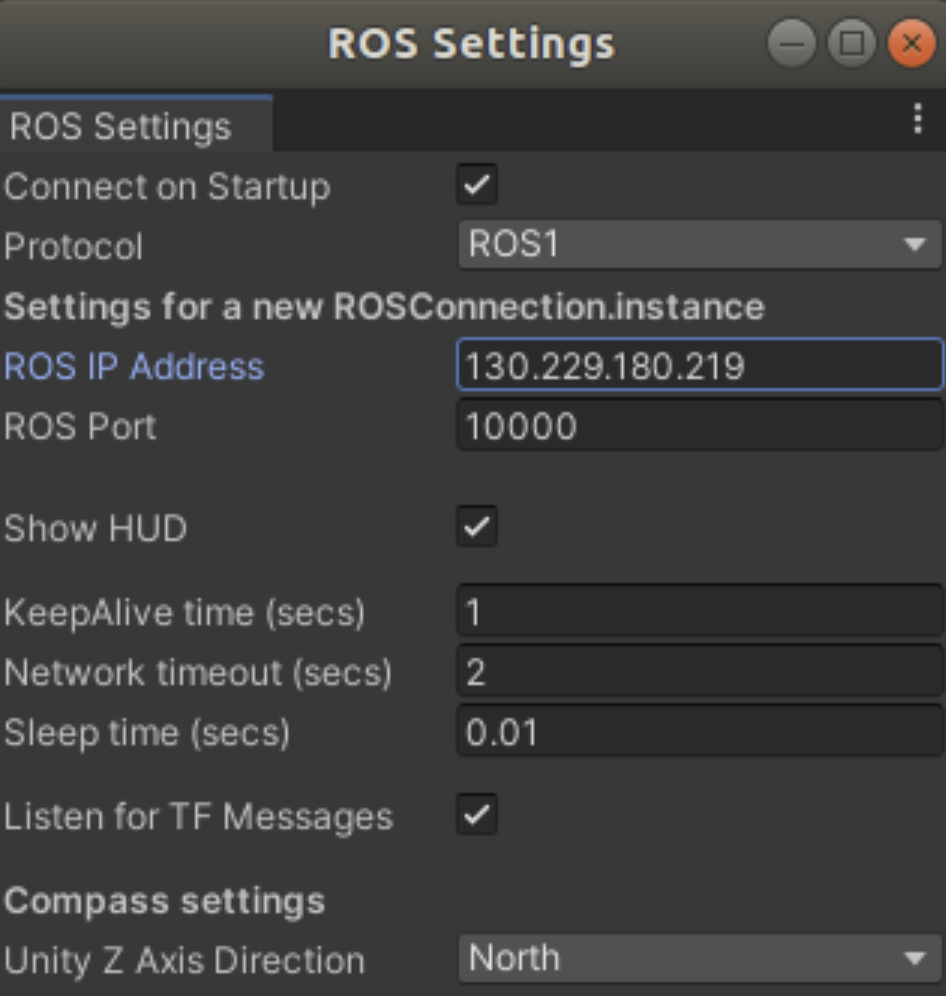 ROS Settings
ROS Settings
Connect on Startup
Protocol ROS1
Settings for a new ROSConnection.instance
ROS IP Address 130.229.180.219
ROS Port 10000
Show HUD
KeepAlive time (secs) 1
Network timeout (secs) 2
Sleep time (secs) 0.01
Listen for TF Messages
Compass settings
Unity Z Axis Direction North